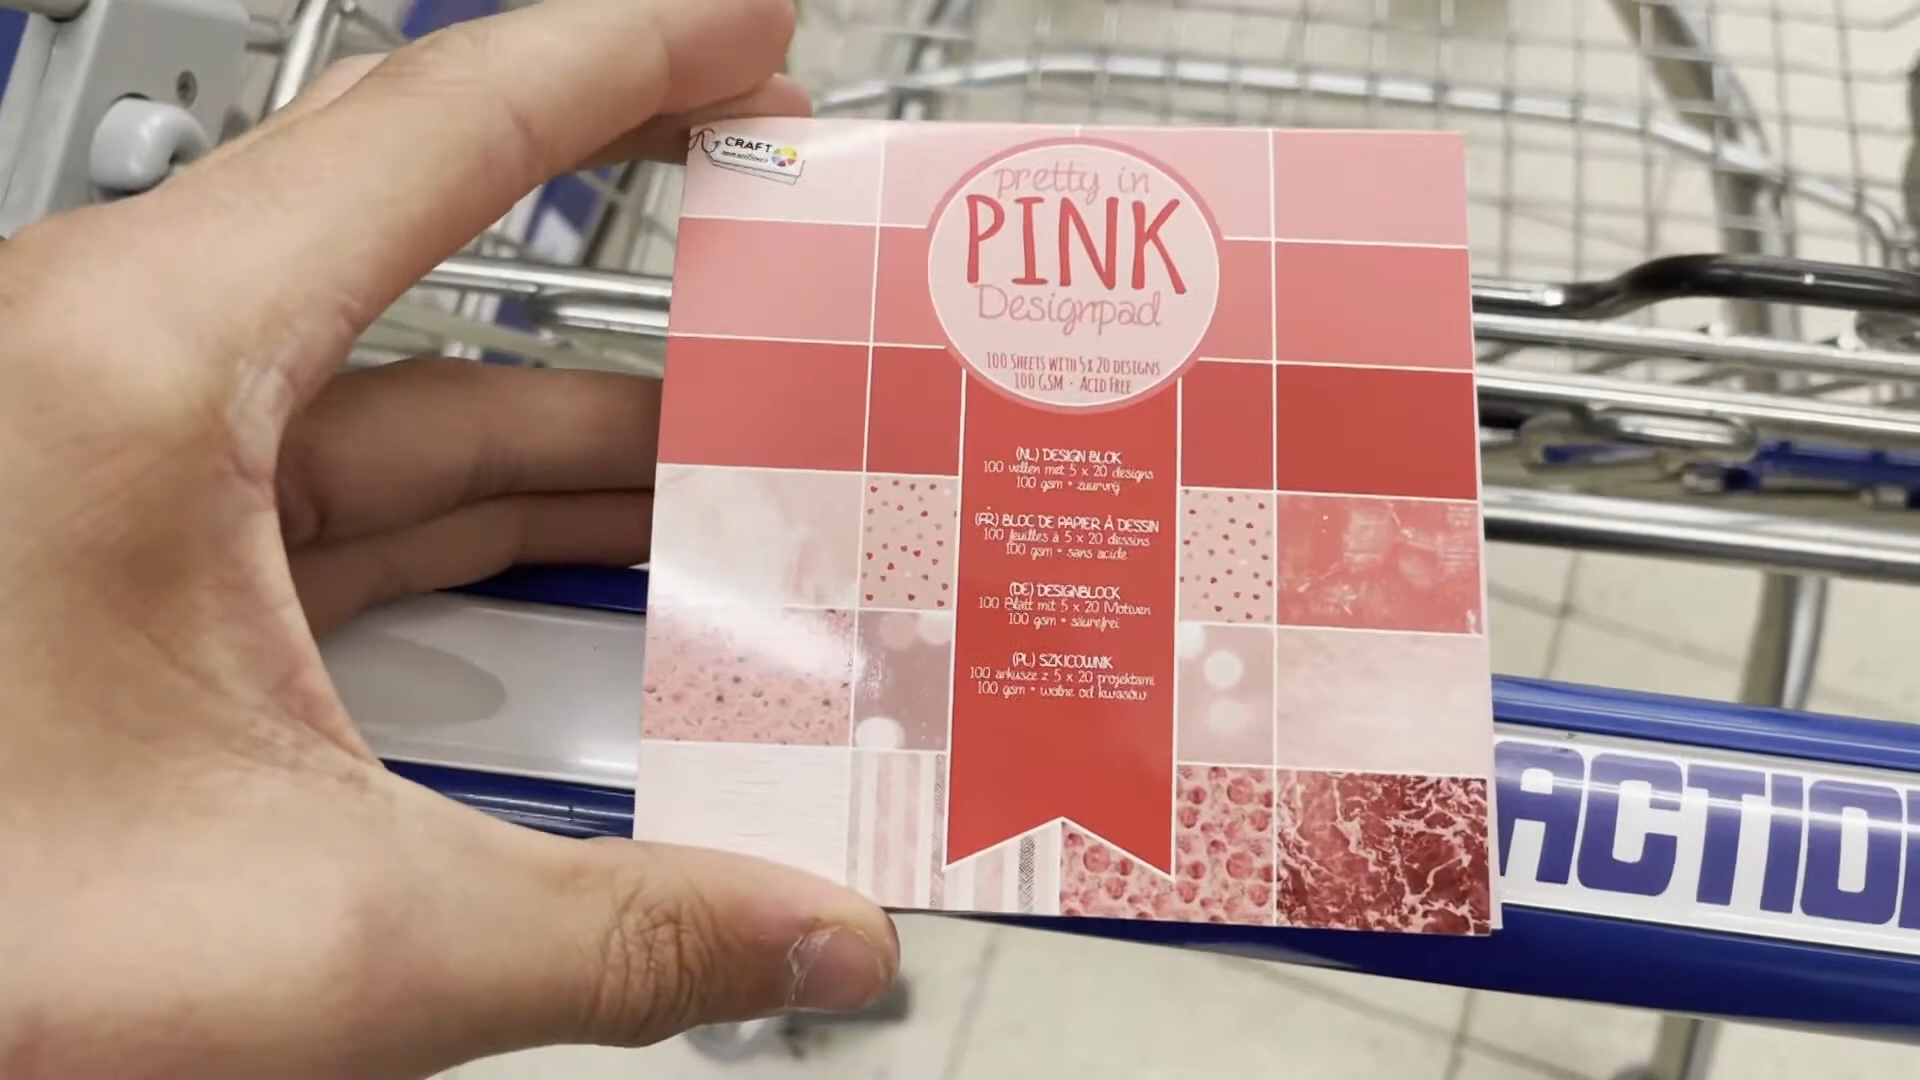 CRAFT
sensations
pretty in
PINK
Designpad
100 SHEETS WITH 5 X 20 DESIGNS
100 GSM • ACID FREE
(NL) DESIGN BLOK
100 vellen met 5 x 20 designs
100 gsm • zuurvrij
(FR) BLOC DE PAPIER À DESSIN
100 feuilles à 5 x 20 dessins
100 gsm • sans acide
(DE) DESIGNBLOCK
100 Blatt mit 5 x 20 Motiven
100 gsm • säurefrei
(PL) SZKICOWNIK
100 arkusze z 5 x 20 projektami
100 gsm • wolne od kwasów
ACTIO